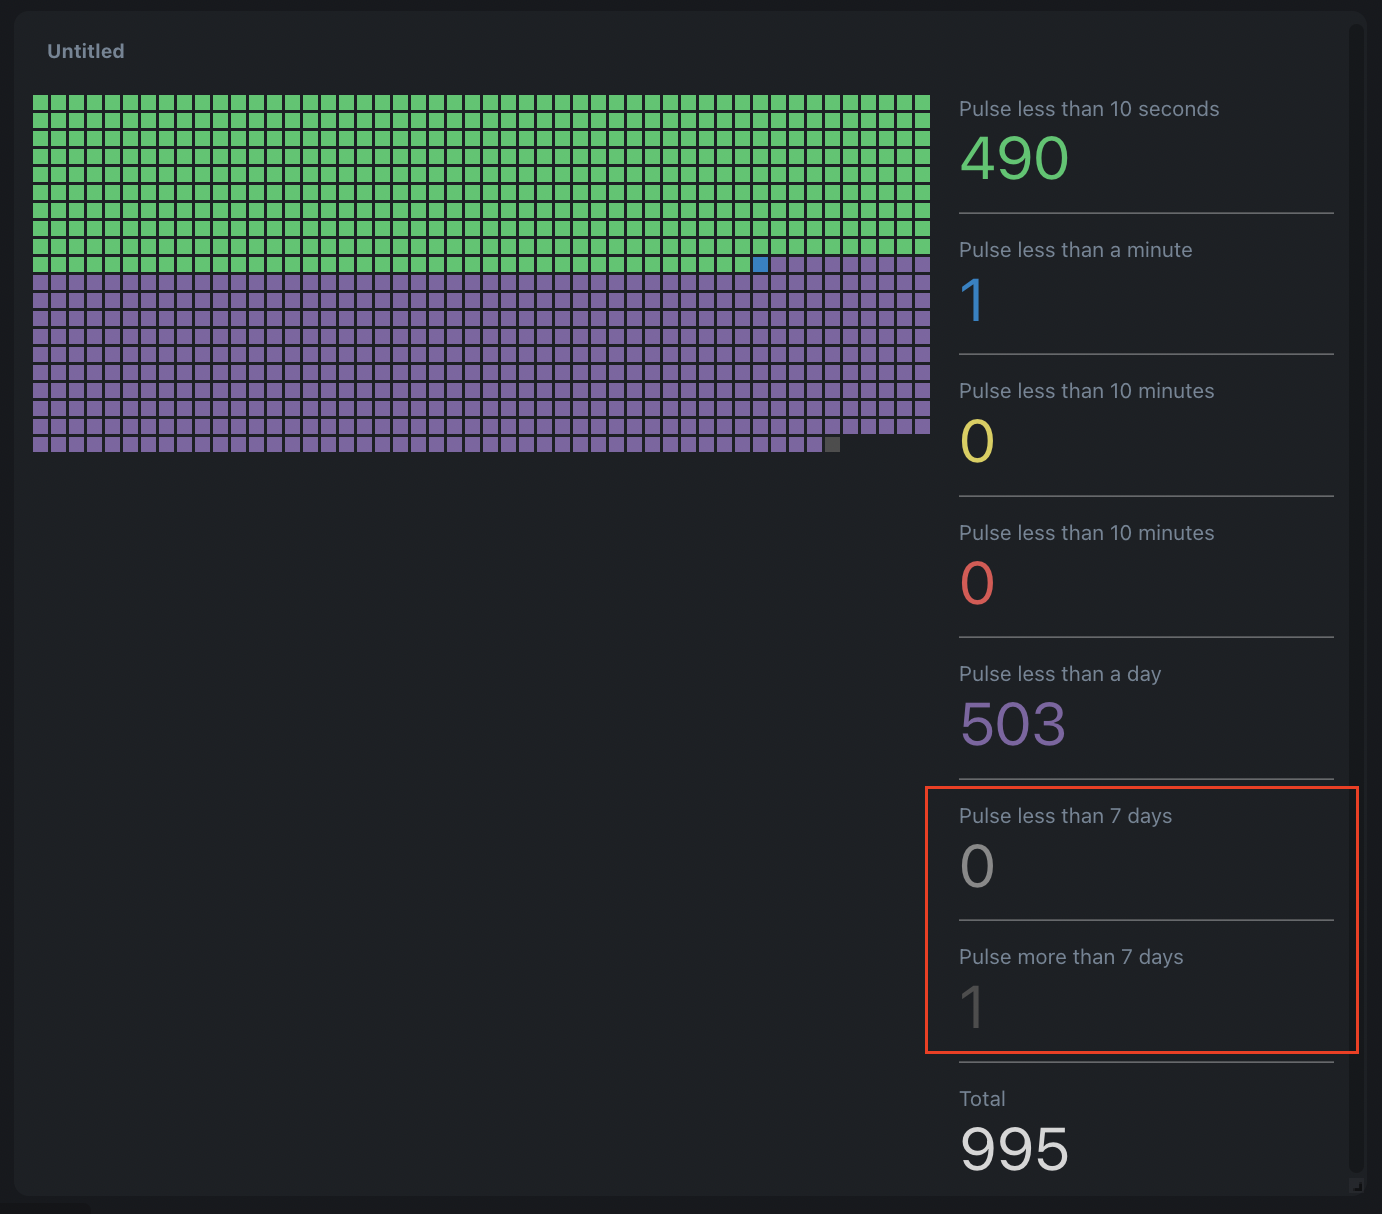 Untitled
Pulse less than 10 seconds
490
Pulse less than a minute
1
Pulse less than 10 minutes
0
Pulse less than 10 minutes
0
Pulse less than a day
503
Pulse less than 7 days
0
Pulse more than 7 days
1
Total
995